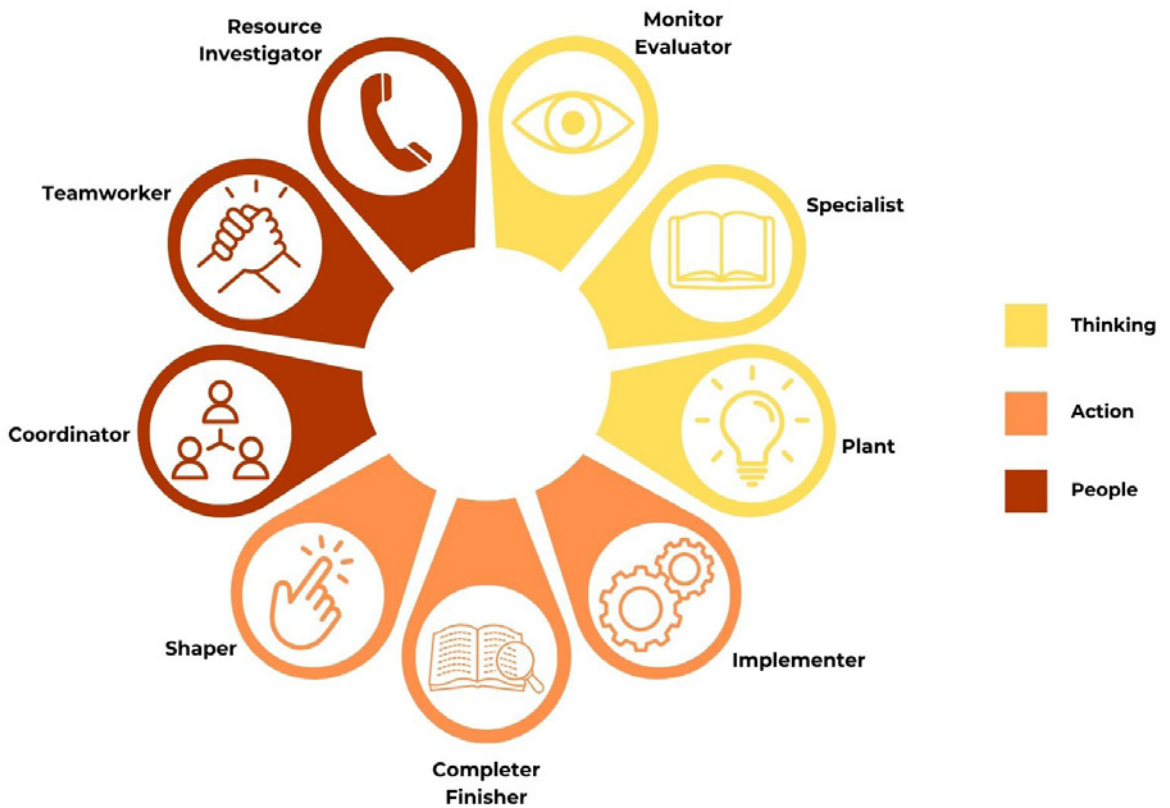 Resource
Investigator
Monitor
Evaluator
Teamworker
Specialist
Thinking
Action
Coordinator
Plant
People
Shaper
Implementer
Completer
Finisher